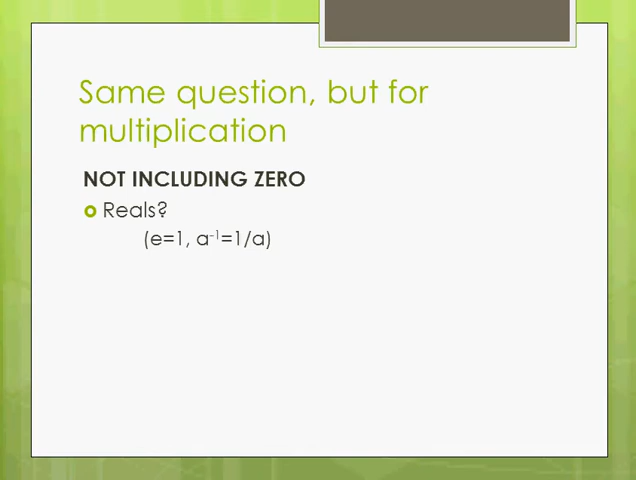 Same question, but for
multiplication
NOT INCLUDING ZERO
Reals?
(e=1, a⁻¹=1/a)